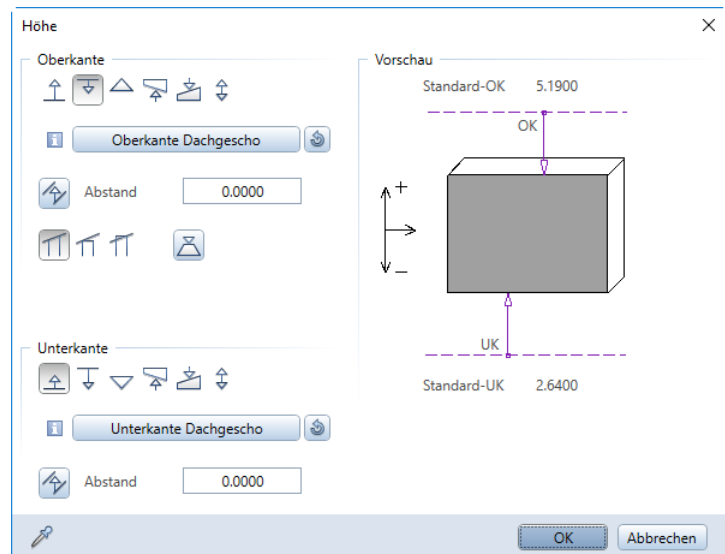 Höhe
Oberkante
Oberkante Dachgescho
Abstand 0.0000
Unterkante
Unterkante Dachgescho
Abstand 0.0000
Vorschau
Standard-OK 5.1900
OK
+
−
UK
Standard-UK 2.6400
OK Abbrechen